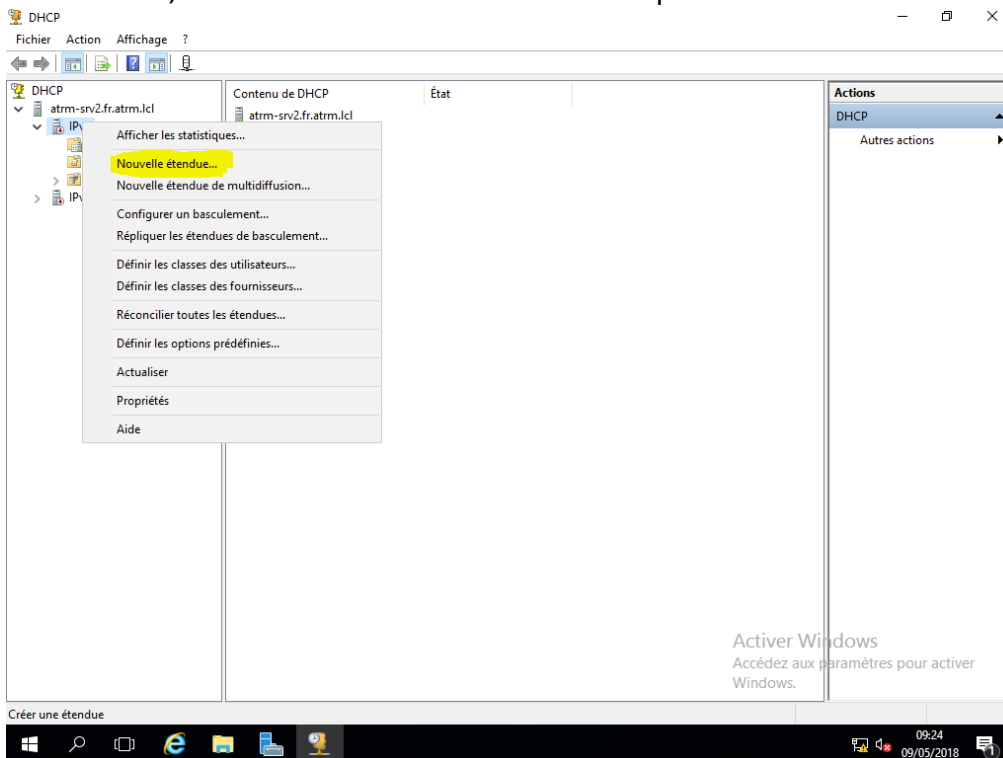 DHCP
Fichier Action Affichage ?
DHCP
atrm-srv2.fr.atrm.lcl
IPv
IPv
Contenu de DHCP État
atrm-srv2.fr.atrm.lcl
Afficher les statistiques...
Nouvelle étendue...
Nouvelle étendue de multidiffusion...
Configurer un basculement...
Répliquer les étendues de basculement...
Définir les classes des utilisateurs...
Définir les classes des fournisseurs...
Réconcilier toutes les étendues...
Définir les options prédéfinies...
Actualiser
Propriétés
Aide
Actions
DHCP
Autres actions
Activer Windows
Accédez aux paramètres pour activer
Windows.
Créer une étendue
09:24
09/05/2018
1